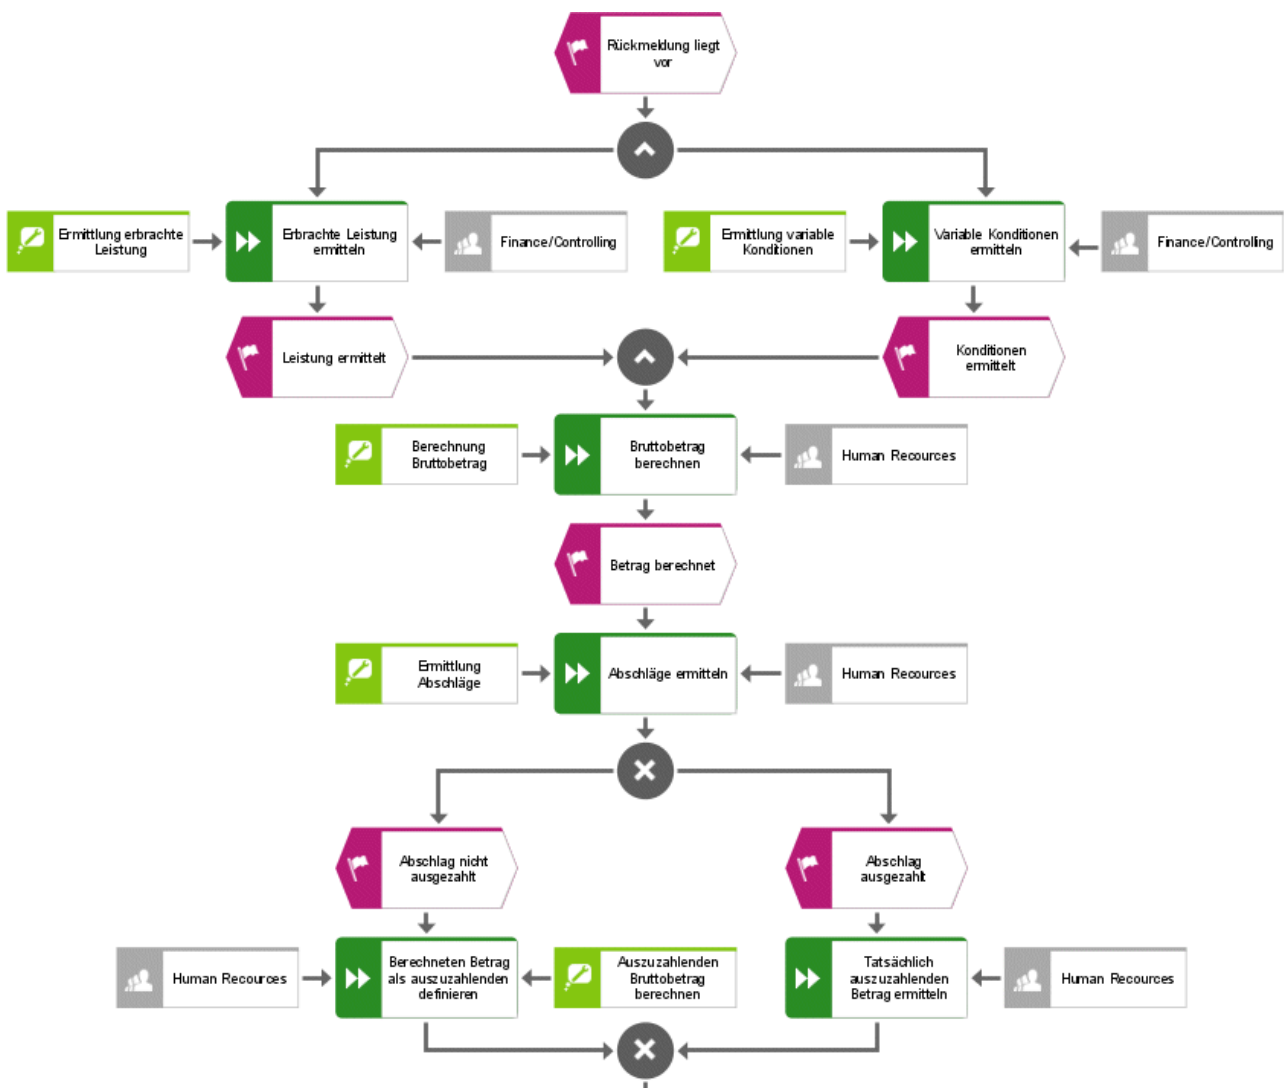 Rückmeldung liegt
vor
Ermittlung erbrachte
Leistung
Erbrachte Leistung
ermitteln
Finance/Controlling
Ermittlung variable
Konditionen
Variable Konditionen
ermitteln
Finance/Controlling
Leistung ermittelt
Konditionen
ermittelt
Berechnung
Bruttobetrag
Bruttobetrag
berechnen
Human Recources
Betrag berechnet
Ermittlung
Abschläge
Abschläge ermitteln
Human Recources
Abschlag nicht
ausgezahlt
Abschlag
ausgezahlt
Human Recources
Berechneten Betrag
als auszuzahlenden
definieren
Auszuzahlenden
Bruttobetrag
berechnen
Tatsächlich
auszuzahlenden
Betrag ermitteln
Human Recources